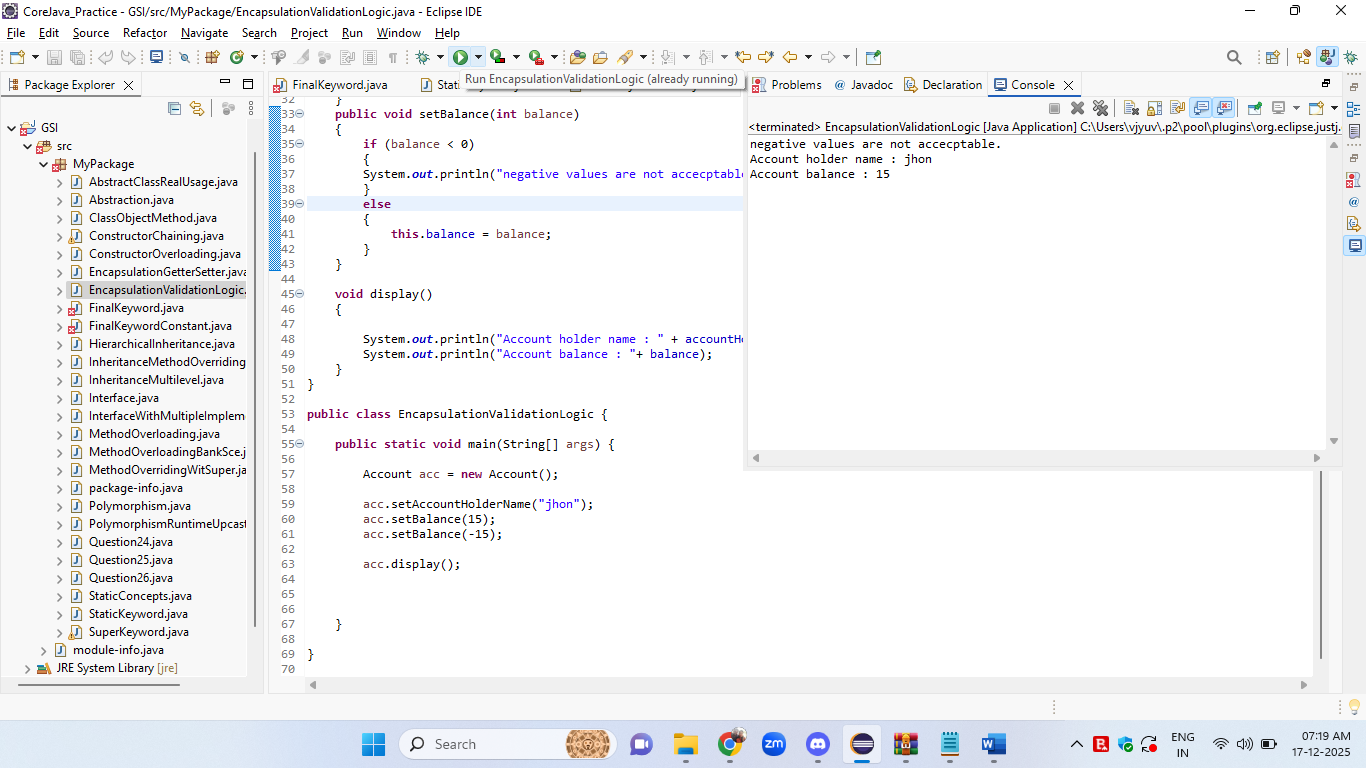 CoreJava_Practice - GSI/src/MyPackage/EncapsulationValidationLogic.java - Eclipse IDE
File Edit Source Refactor Navigate Search Project Run Window Help
Run EncapsulationValidationLogic (already running)
Package Explorer
GSI
src
MyPackage
AbstractClassRealUsage.java
Abstraction.java
ClassObjectMethod.java
ConstructorChaining.java
ConstructorOverloading.java
EncapsulationGetterSetter.java
EncapsulationValidationLogic.
FinalKeyword.java
FinalKeywordConstant.java
HierarchicalInheritance.java
InheritanceMethodOverriding
InheritanceMultilevel.java
Interface.java
InterfaceWithMultipleImplem
MethodOverloading.java
MethodOverloadingBankSce.j
MethodOverridingWitSuper.ja
package-info.java
Polymorphism.java
PolymorphismRuntimeUpcast
Question24.java
Question25.java
Question26.java
StaticConcepts.java
StaticKeyword.java
SuperKeyword.java
module-info.java
JRE System Library [jre]
FinalKeyword.java Stati
32 }
33 public void setBalance(int balance)
34 {
35 if (balance < 0)
36 {
37 System.out.println("negative values are not accecptable
38 }
39 else
40 {
41 this.balance = balance;
42 }
43 }
44
45 void display()
46 {
47
48 System.out.println("Account holder name : " + accountHo
49 System.out.println("Account balance : "+ balance);
50 }
51 }
52
53 public class EncapsulationValidationLogic {
54
55 public static void main(String[] args) {
56
57 Account acc = new Account();
58
59 acc.setAccountHolderName("jhon");
60 acc.setBalance(15);
61 acc.setBalance(-15);
62
63 acc.display();
64
65
66
67 }
68
69 }
70
Problems @ Javadoc Declaration Console
<terminated> EncapsulationValidationLogic [Java Application] C:\Users\vjyuv\.p2\pool\plugins\org.eclipse.justj.
negative values are not accecptable.
Account holder name : jhon
Account balance : 15
Search
zm
ENG
IN
07:19 AM
17-12-2025